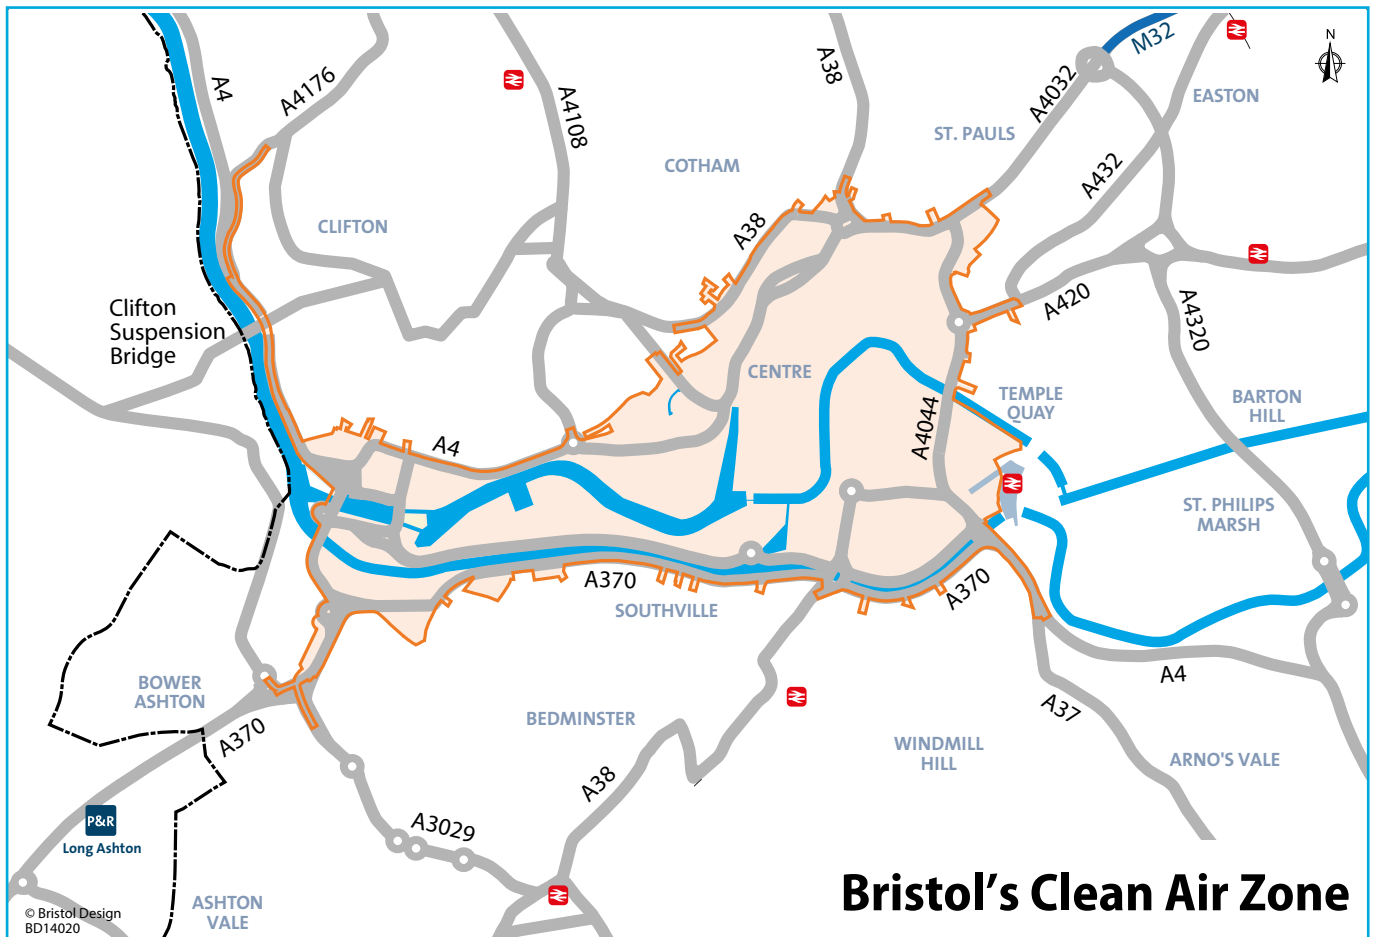 N
M32
A38
A4
A4176
A4108
A4032
EASTON
ST. PAULS
COTHAM
A432
CLIFTON
A38
Clifton
Suspension
Bridge
A420
A4320
CENTRE
TEMPLE
QUAY
BARTON
HILL
A4044
A4
ST. PHILIPS
MARSH
A370
SOUTHVILLE
A370
A4
BOWER
ASHTON
A37
BEDMINSTER
A370
WINDMILL
HILL
ARNO'S VALE
A38
P&R
Long Ashton
A3029
Bristol's Clean Air Zone
ASHTON
VALE
© Bristol Design
BD14020